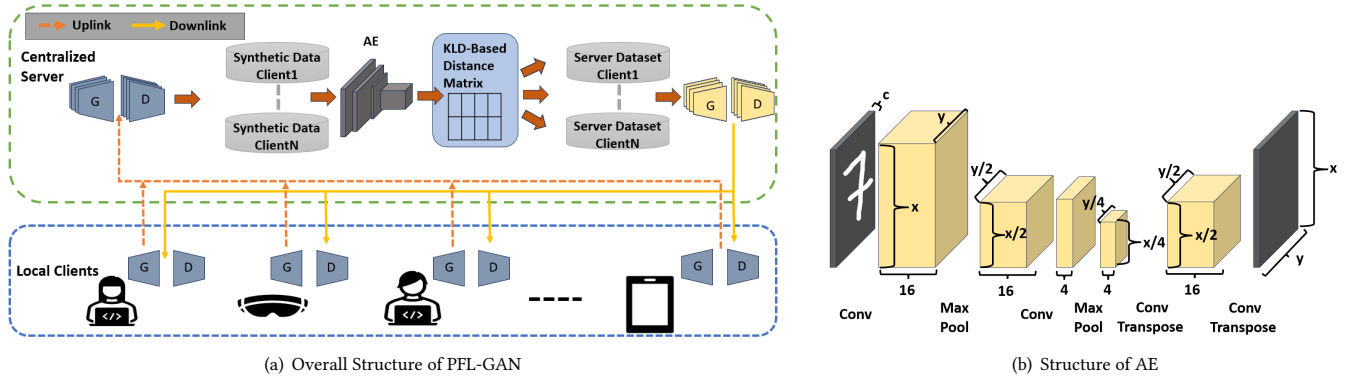 Uplink
Downlink
Centralized
Server
G
D
Synthetic Data
Client1
Synthetic Data
ClientN
AE
KLD-Based
Distance
Matrix
Server Dataset
Client1
Server Dataset
ClientN
G
D
Local Clients
G
D
G
D
G
D
G
D
</>
</>
(a) Overall Structure of PFL-GAN
c
7
y
x
16
y/2
x/2
16
4
y/4
x/4
4
y/2
x/2
16
x
y
Conv
Max
Pool
Conv
Max
Pool
Conv
Transpose
Conv
Transpose
(b) Structure of AE